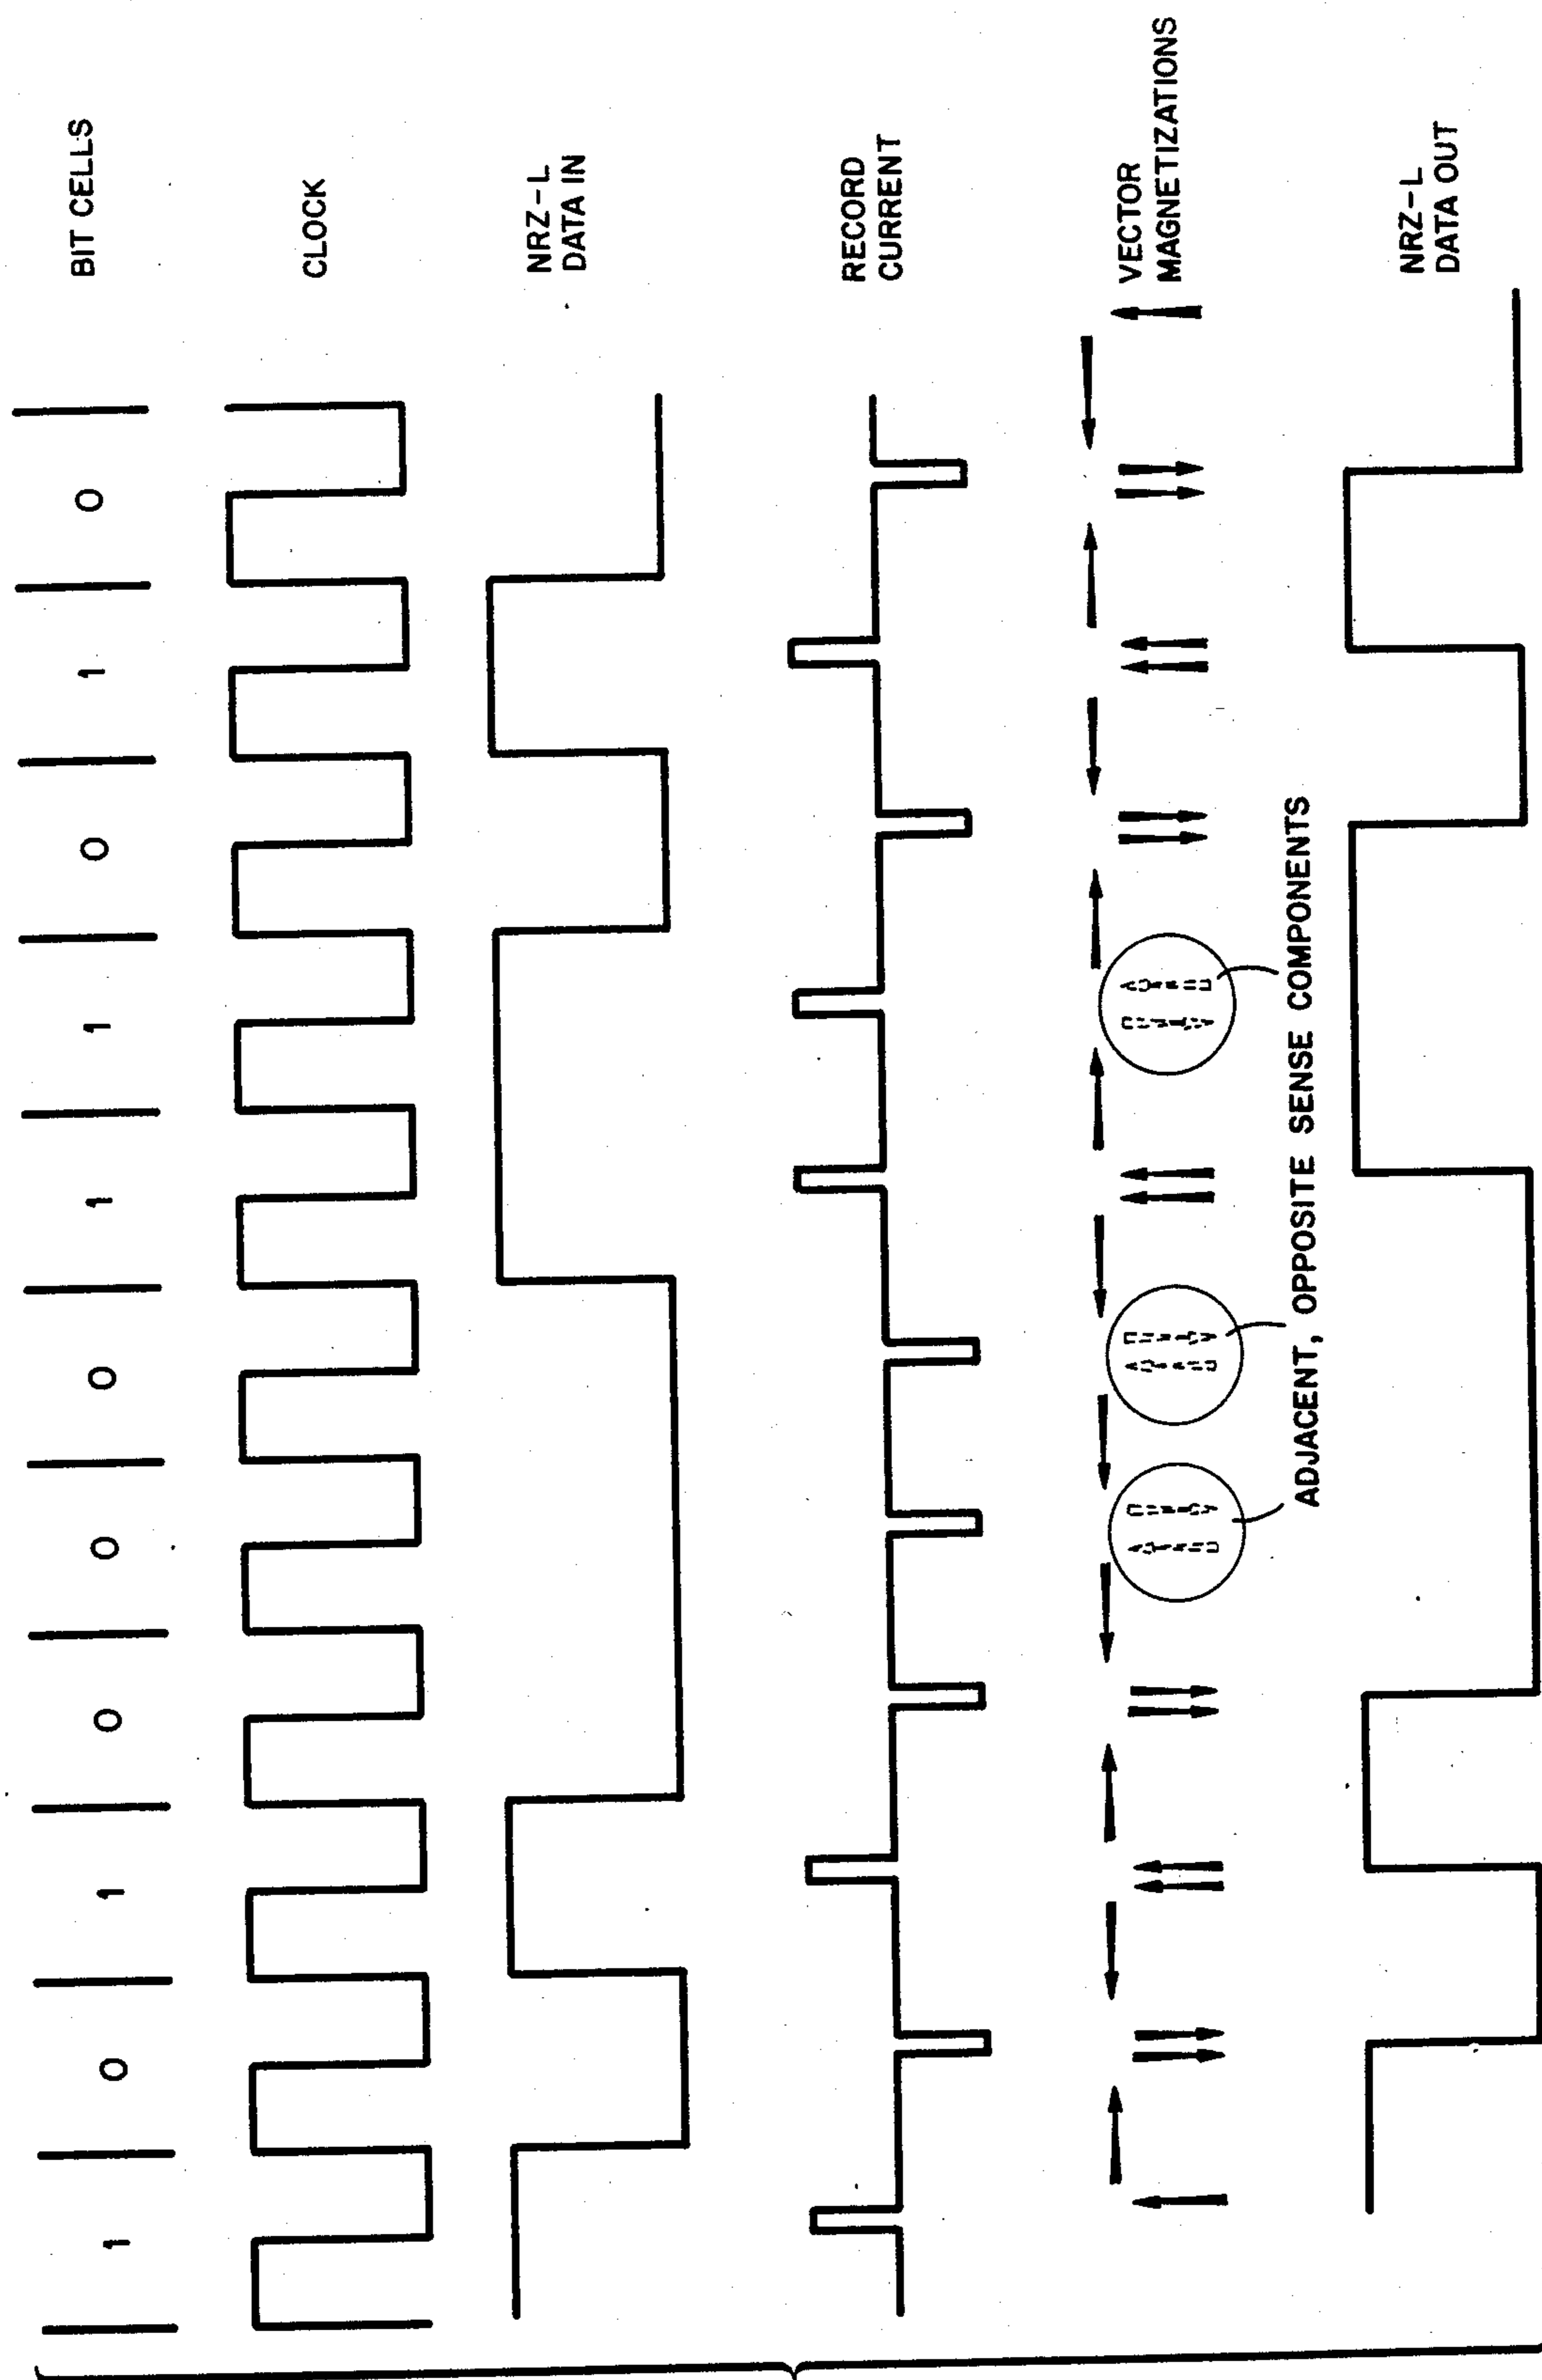 1 0 1 0 0 0 1 1 0 1 0 BIT CELLS
CLOCK
NRZ-L
DATA IN
RECORD
CURRENT
VECTOR
MAGNETIZATIONS
ADJACENT, OPPOSITE SENSE COMPONENTS
NRZ-L
DATA OUT